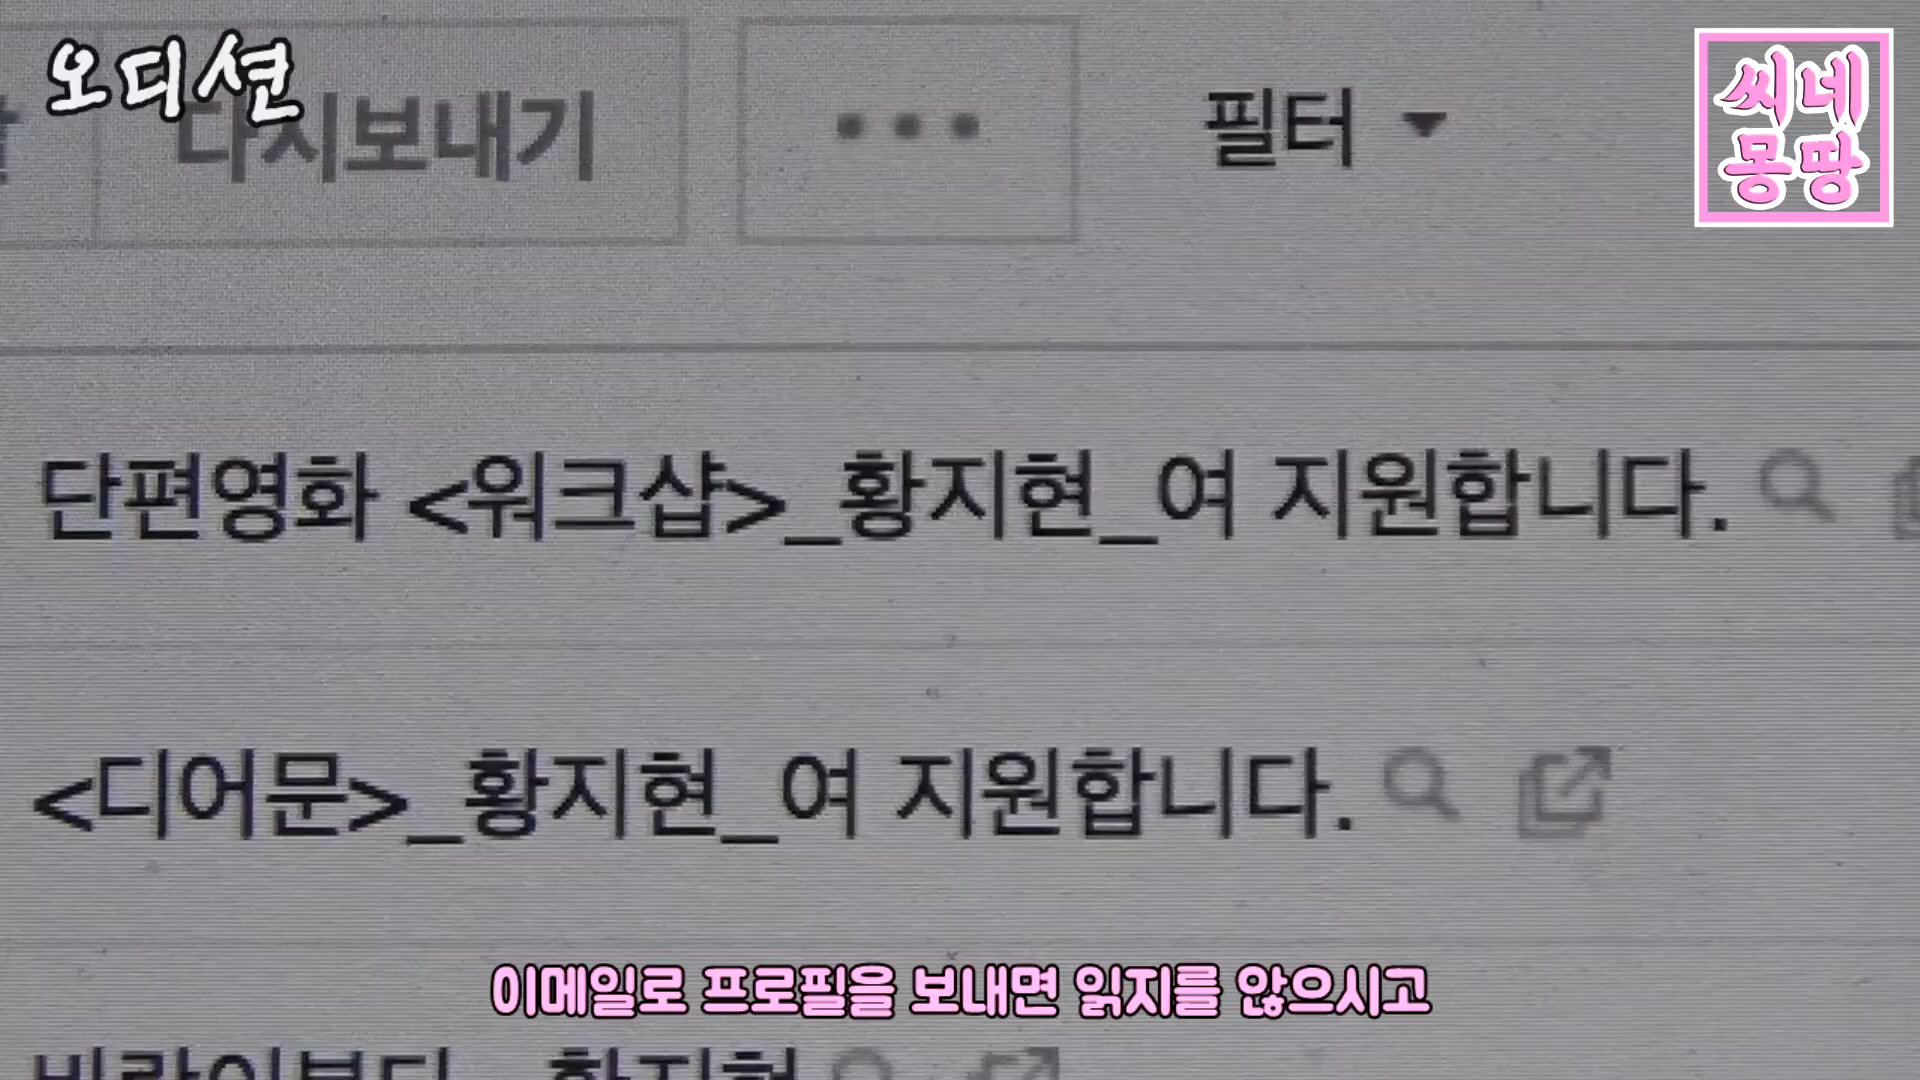 오디션
씨네
몽땅
다시보내기
필터
단편영화 <워크샵>_황지현_여 지원합니다.
<디어문>_황지현_여 지원합니다.
이메일로 프로필을 보내면 읽지를 않으시고